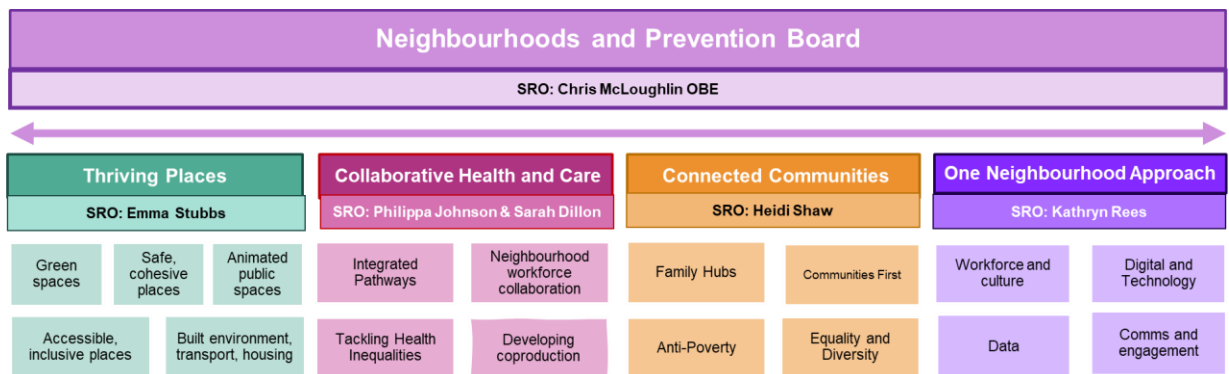 Neighbourhoods and Prevention Board
SRO: Chris McLoughlin OBE
Thriving Places
SRO: Emma Stubbs
Green
spaces
Safe,
cohesive
places
Animated
public
spaces
Accessible,
inclusive places
Built environment,
transport, housing
Collaborative Health and Care
SRO: Philippa Johnson & Sarah Dillon
Integrated
Pathways
Neighbourhood
workforce
collaboration
Tackling Health
Inequalities
Developing
coproduction
Connected Communities
SRO: Heidi Shaw
Family Hubs
Communities First
Anti-Poverty
Equality and
Diversity
One Neighbourhood Approach
SRO: Kathryn Rees
Workforce and
culture
Digital and
Technology
Data
Comms and
engagement